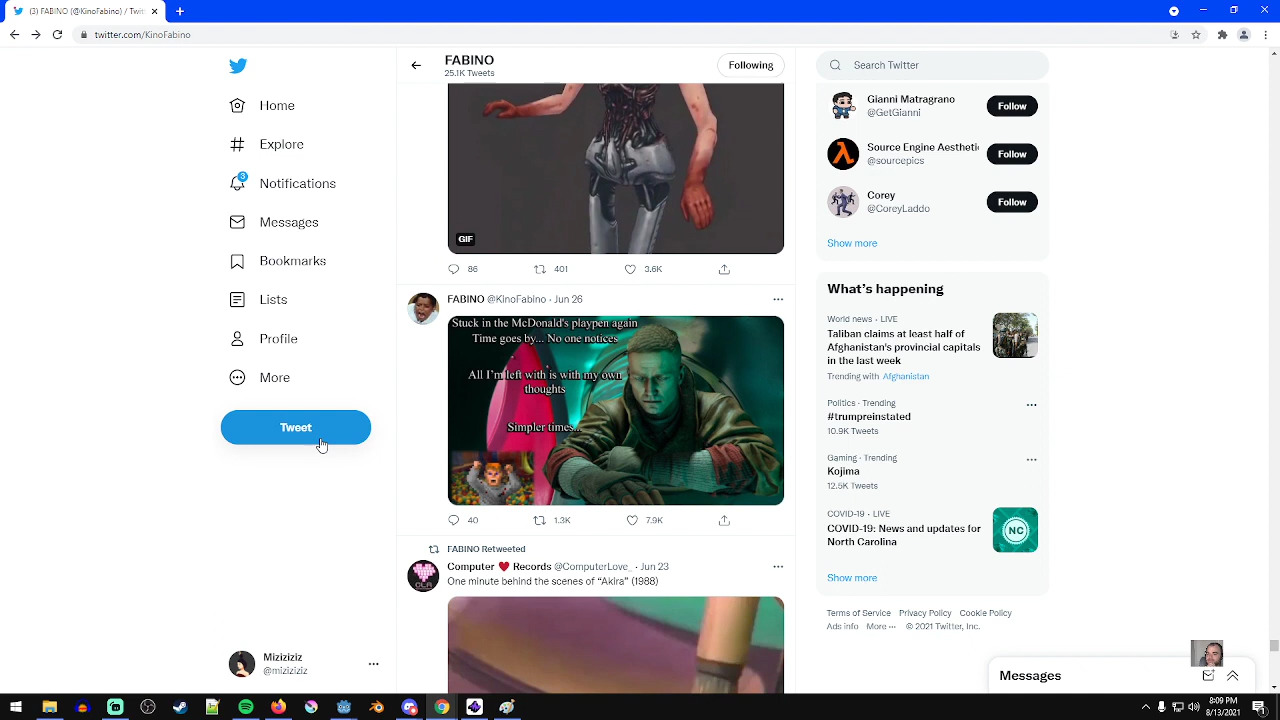 (3) FABINO (@KinoFabino) / Twit
twitter.com/KinoFabino
FABINO
25.1K Tweets
Following
Search Twitter
Home
Explore
3
Notifications
Messages
Bookmarks
Lists
Profile
More
Tweet
Miziziziz
@miziziziz
GIF
86
401
3.6K
FABINO @KinoFabino · Jun 26
Stuck in the McDonald's playpen again
Time goes by... No one notices
All I'm left with is with my own
thoughts
Simpler times...
40
1.3K
7.9K
FABINO Retweeted
Computer ❤ Records @ComputerLove_ · Jun 23
One minute behind the scenes of “Akira” (1988)
Gianni Matragrano
@GetGianni
Follow
Source Engine Aestheti
@sourcepics
Follow
Corey
@CoreyLaddo
Follow
Show more
What’s happening
World news · LIVE
Taliban claims at least half of
Afghanistan's provincial capitals
in the last week
Trending with Afghanistan
Politics · Trending
#trumpreinstated
10.9K Tweets
Gaming · Trending
Kojima
12.5K Tweets
COVID-19 · LIVE
COVID-19: News and updates for
North Carolina
NC
Show more
Terms of Service Privacy Policy Cookie Policy
Ads info More ··· © 2021 Twitter, Inc.
Messages
8:09 PM
8/13/2021